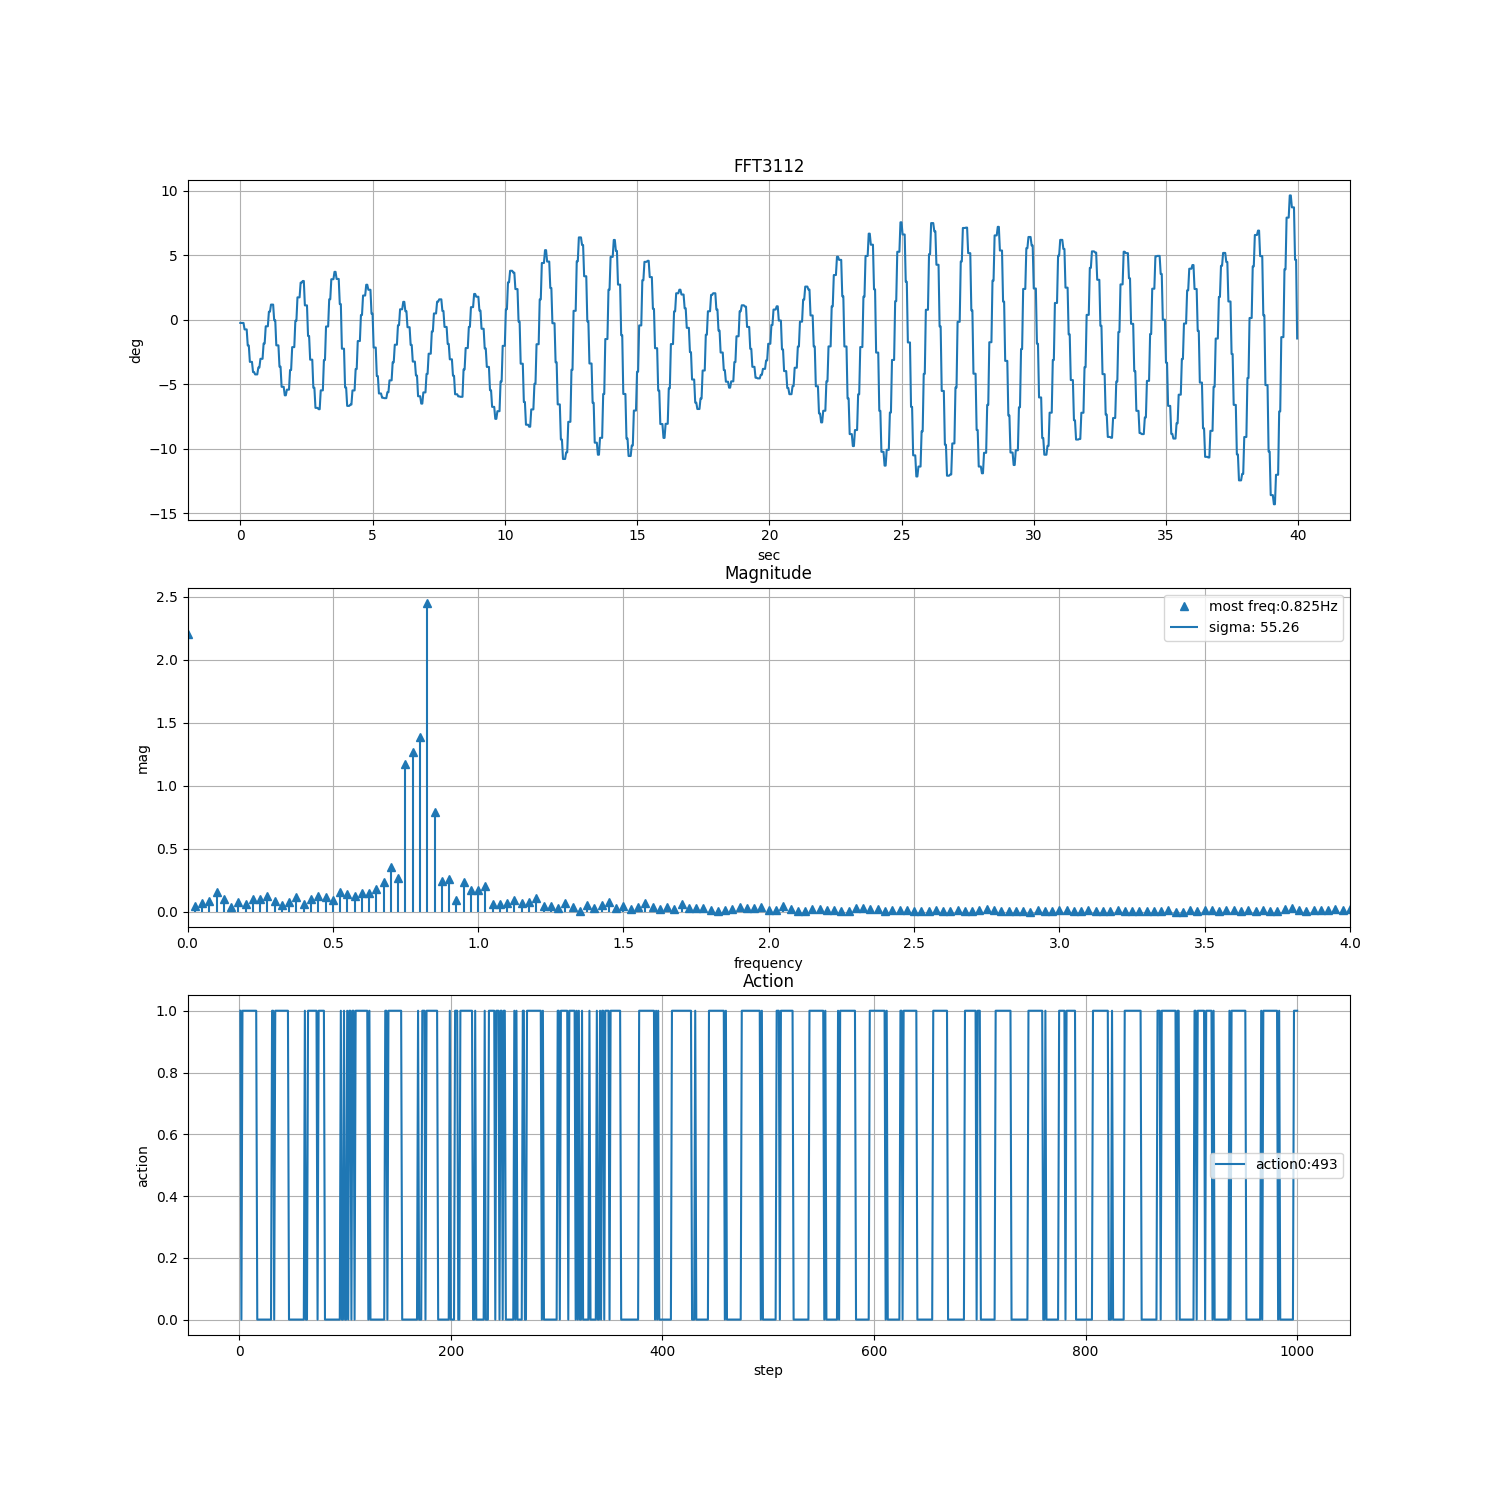 FFT3112
10
5
0
−5
−10
−15
deg
0 5 10 15 20 25 30 35 40
sec
Magnitude
2.5
2.0
1.5
1.0
0.5
0.0
mag
most freq:0.825Hz
sigma: 55.26
0.0 0.5 1.0 1.5 2.0 2.5 3.0 3.5 4.0
frequency
Action
1.0
0.8
0.6
0.4
0.2
0.0
action
action0:493
0 200 400 600 800 1000
step